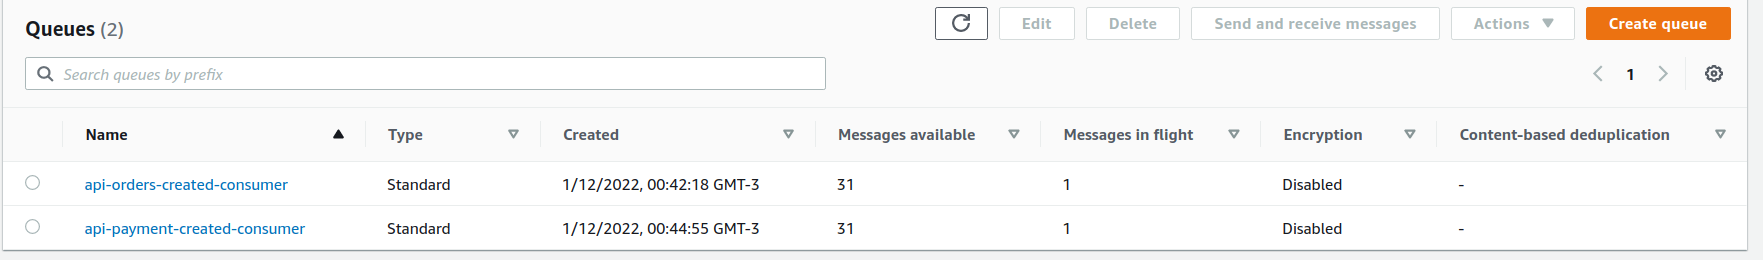 Queues (2)
Edit
Delete
Send and receive messages
Actions
Create queue
Search queues by prefix
1
Name Type Created Messages available Messages in flight Encryption Content-based deduplication
api-orders-created-consumer Standard 1/12/2022, 00:42:18 GMT-3 31 1 Disabled -
api-payment-created-consumer Standard 1/12/2022, 00:44:55 GMT-3 31 1 Disabled -